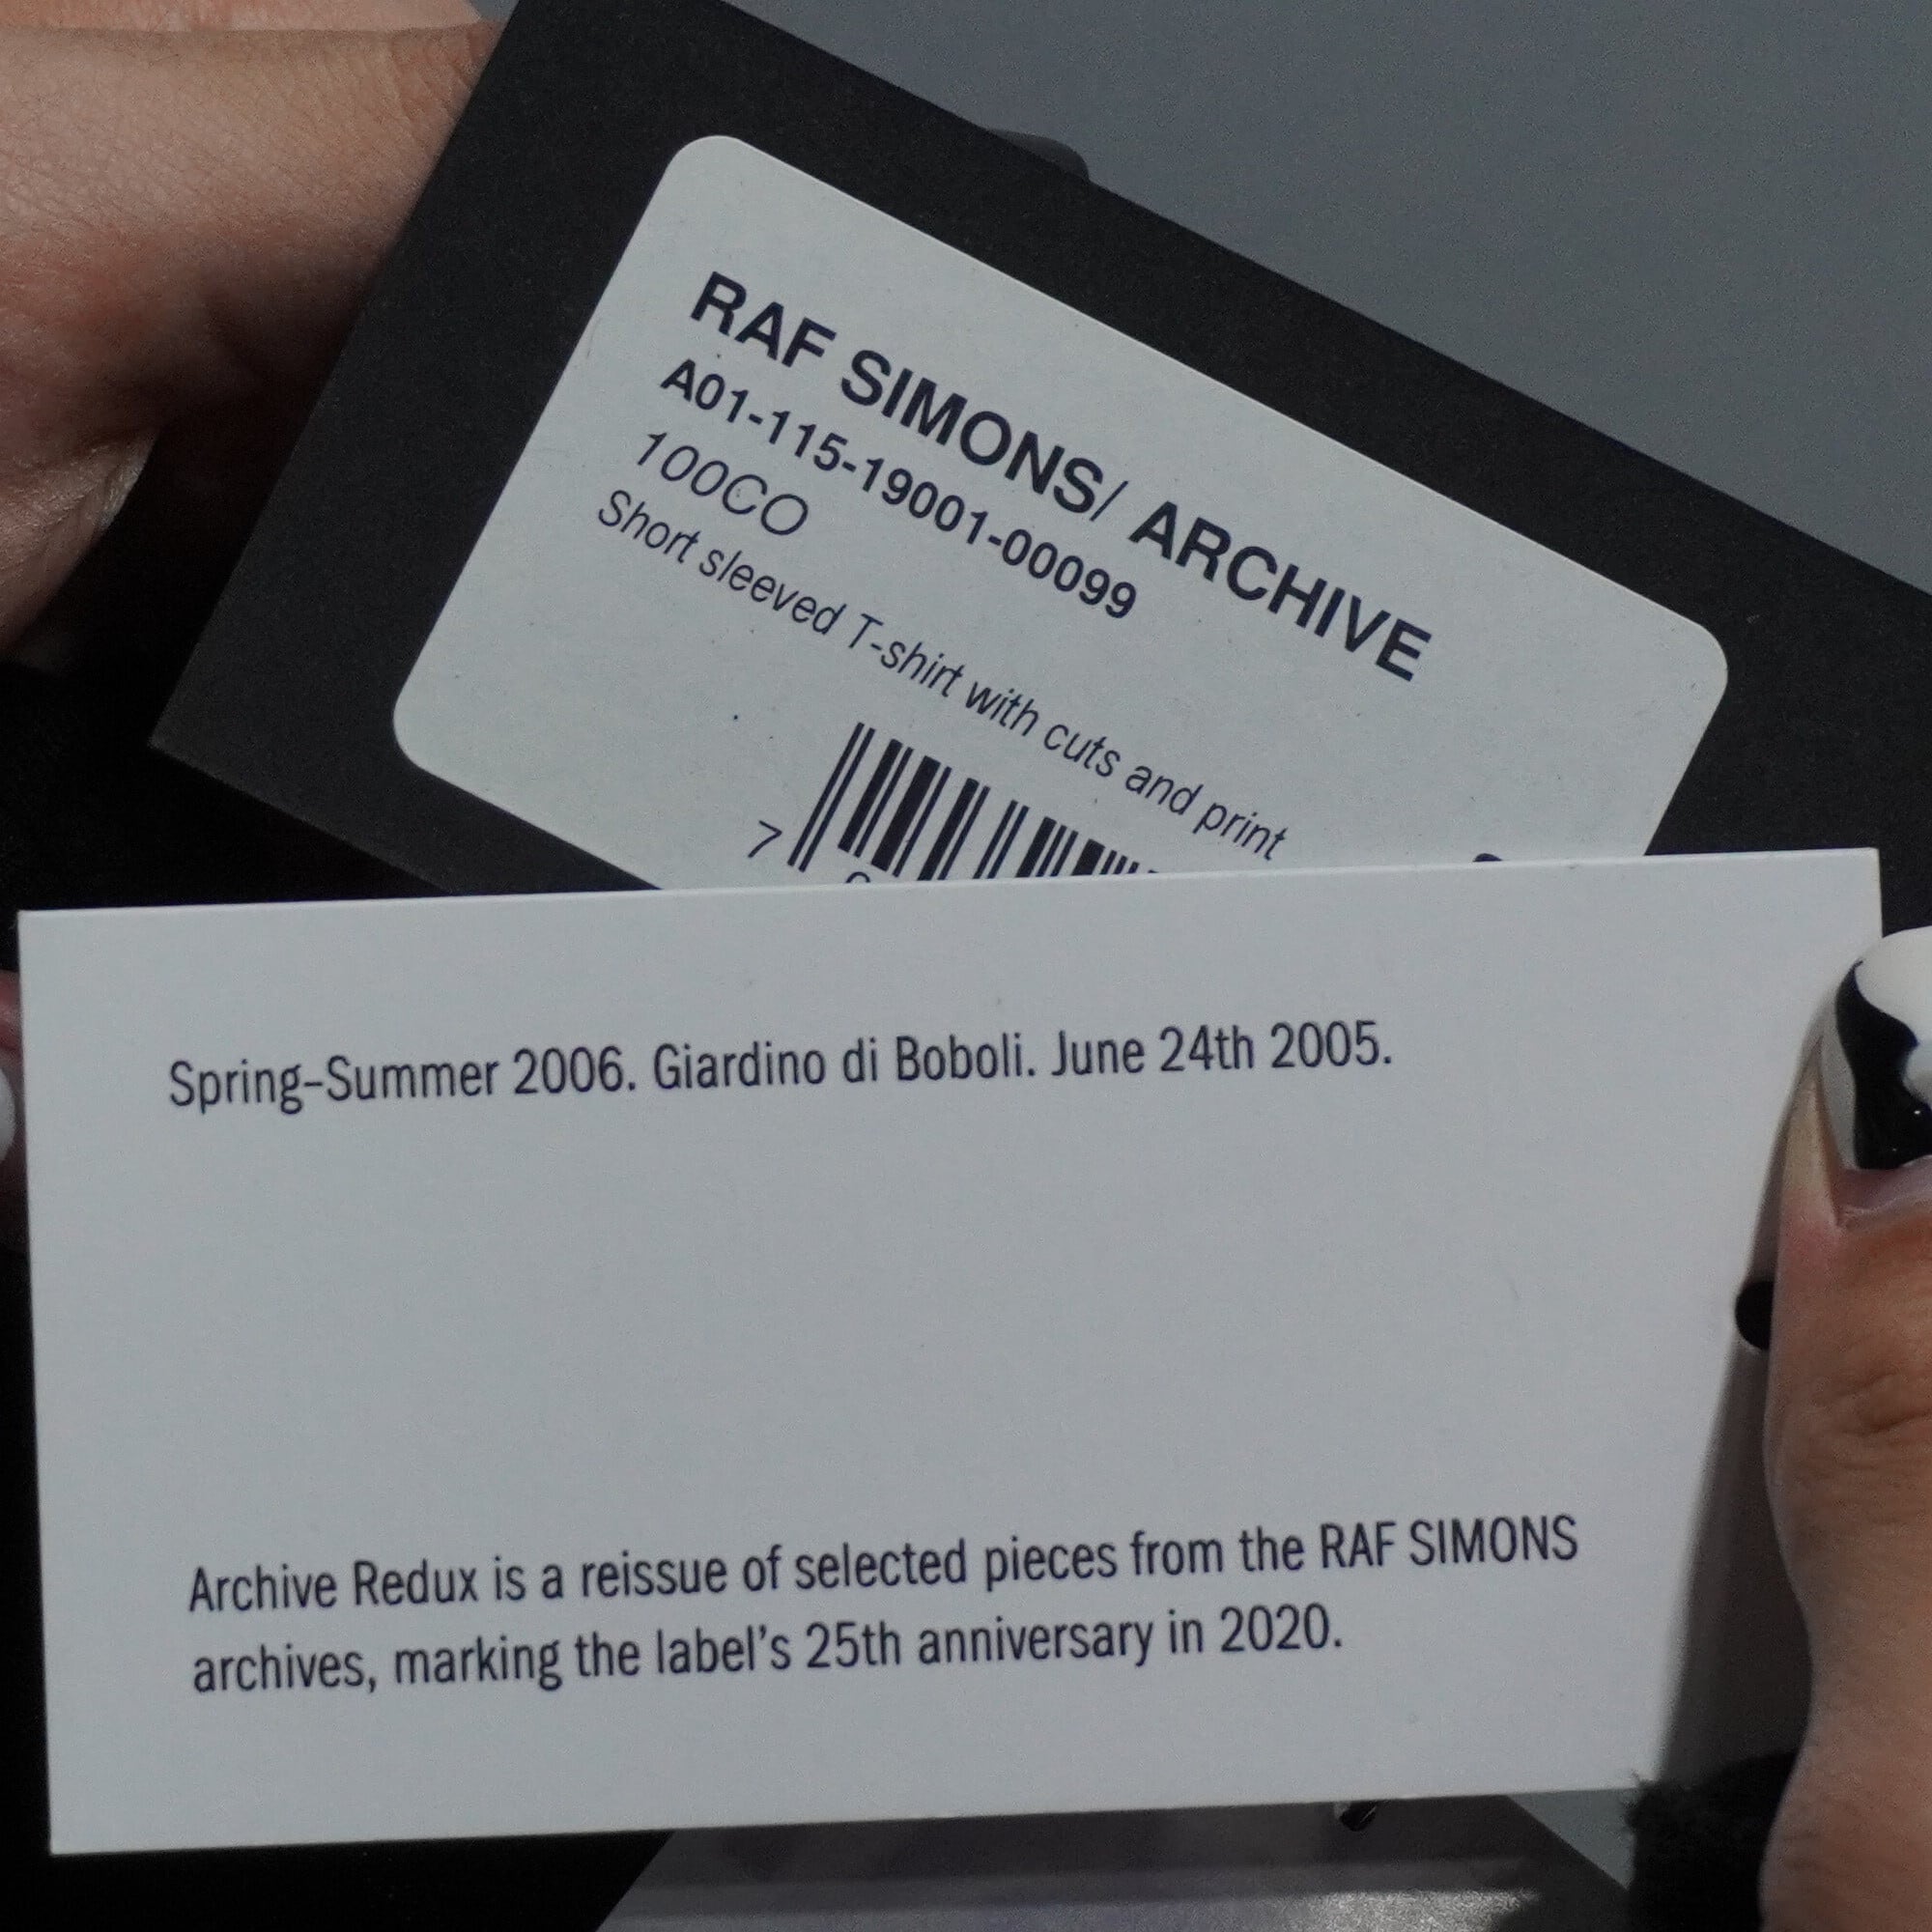 RAF SIMONS/ ARCHIVE
A01-115-19001-00099
100CO
Short sleeved T-shirt with cuts and print
7
Spring–Summer 2006. Giardino di Boboli. June 24th 2005.
Archive Redux is a reissue of selected pieces from the RAF SIMONS
archives, marking the label’s 25th anniversary in 2020.